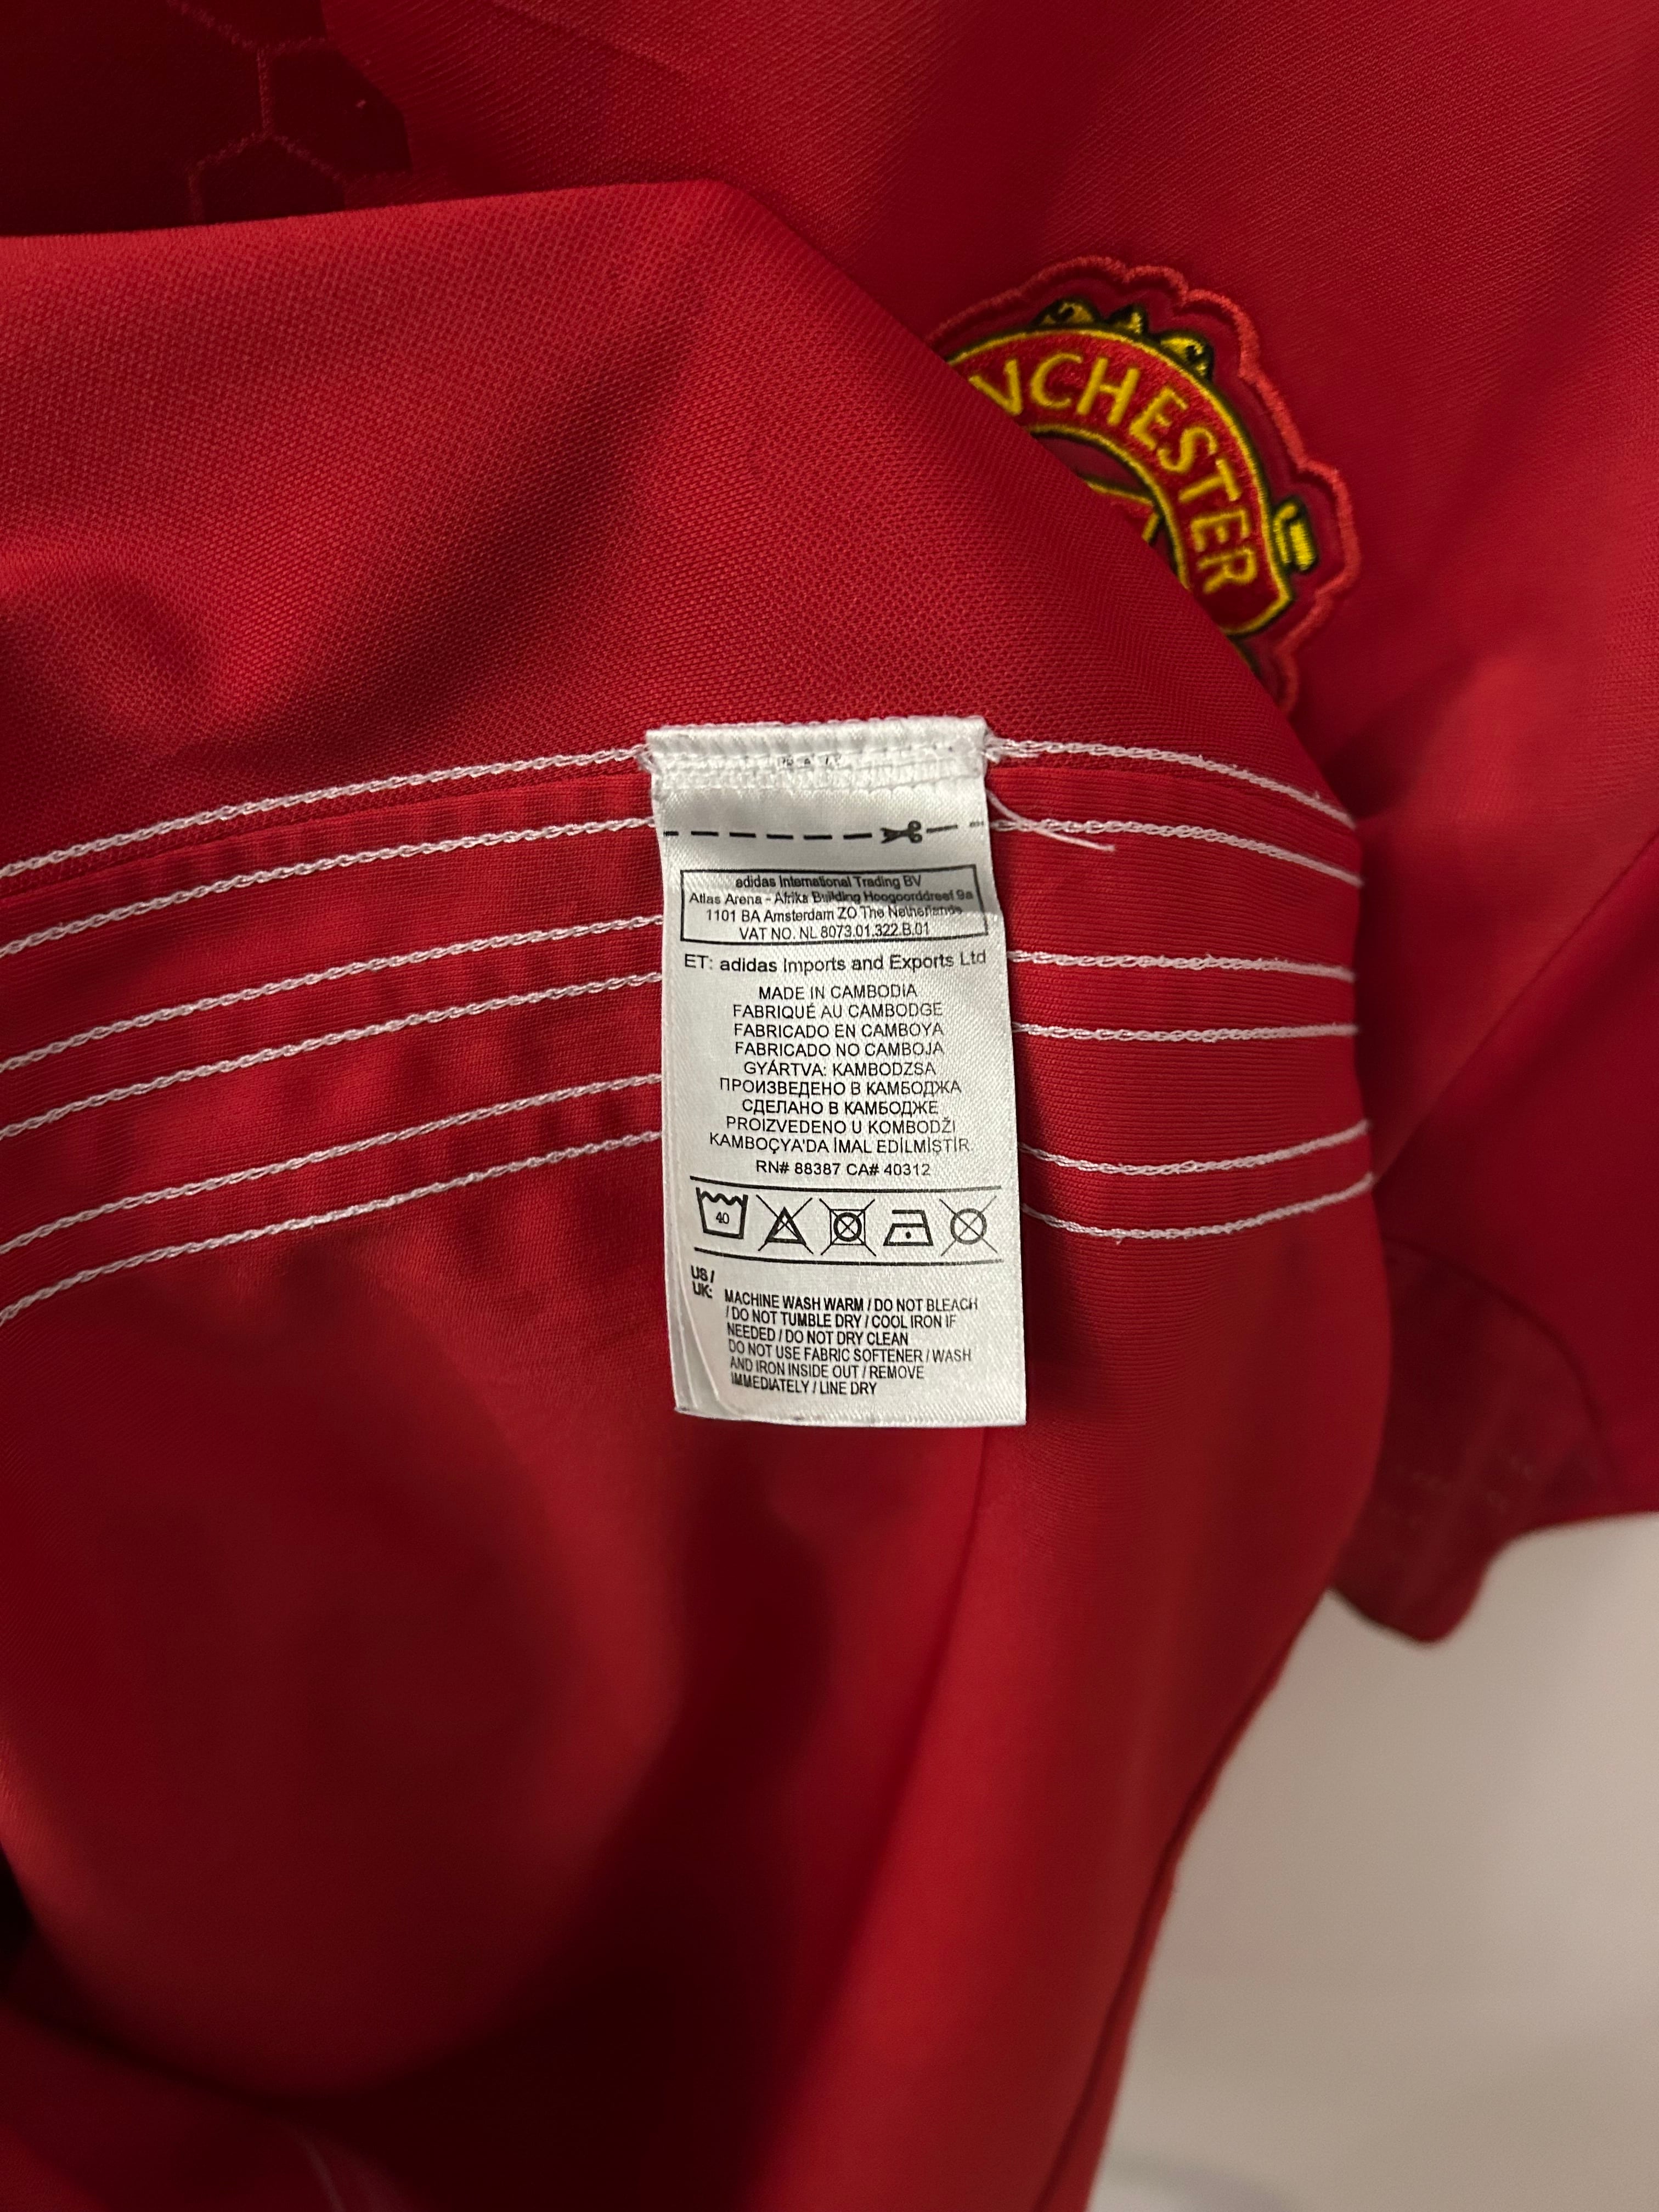 NCHESTER
adidas International Trading BV
Atlas Arena - Afrika Building Hoogoorddreef 9a
1101 BA Amsterdam ZO The Netherlands
VAT NO. NL 8073.01.322.B.01
ET: adidas Imports and Exports Ltd
MADE IN CAMBODIA
FABRIQUÉ AU CAMBODGE
FABRICADO EN CAMBOYA
FABRICADO NO CAMBOJA
GYÁRTVA: KAMBODZSA
ПРОИЗВЕДЕНО В КАМБОДЖА
СДЕЛАНО В КАМБОДЖЕ
PROIZVEDENO U KOMBODŽI
KAMBOÇYA'DA İMAL EDİLMİŞTİR
RN# 88387 CA# 40312
40
US/
UK:
MACHINE WASH WARM / DO NOT BLEACH
/ DO NOT TUMBLE DRY / COOL IRON IF
NEEDED / DO NOT DRY CLEAN
DO NOT USE FABRIC SOFTENER / WASH
AND IRON INSIDE OUT / REMOVE
IMMEDIATELY / LINE DRY